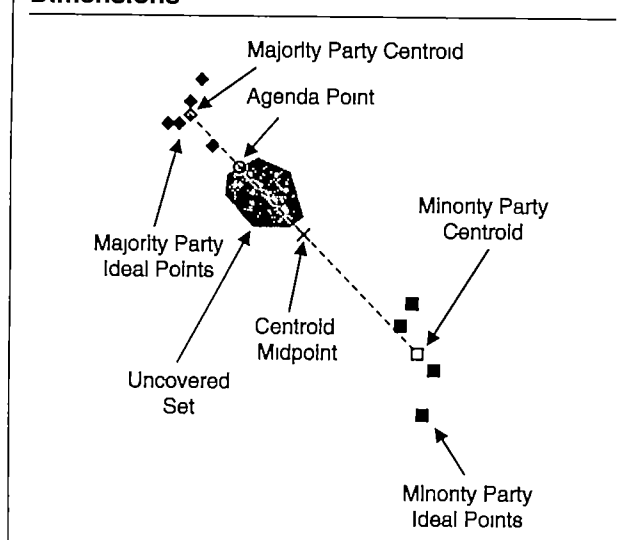 Dimensions
Majority Party Centroid
Agenda Point
Minority Party
Centroid
Majority Party
Ideal Points
Centroid
Midpoint
Uncovered
Set
Minority Party
Ideal Points